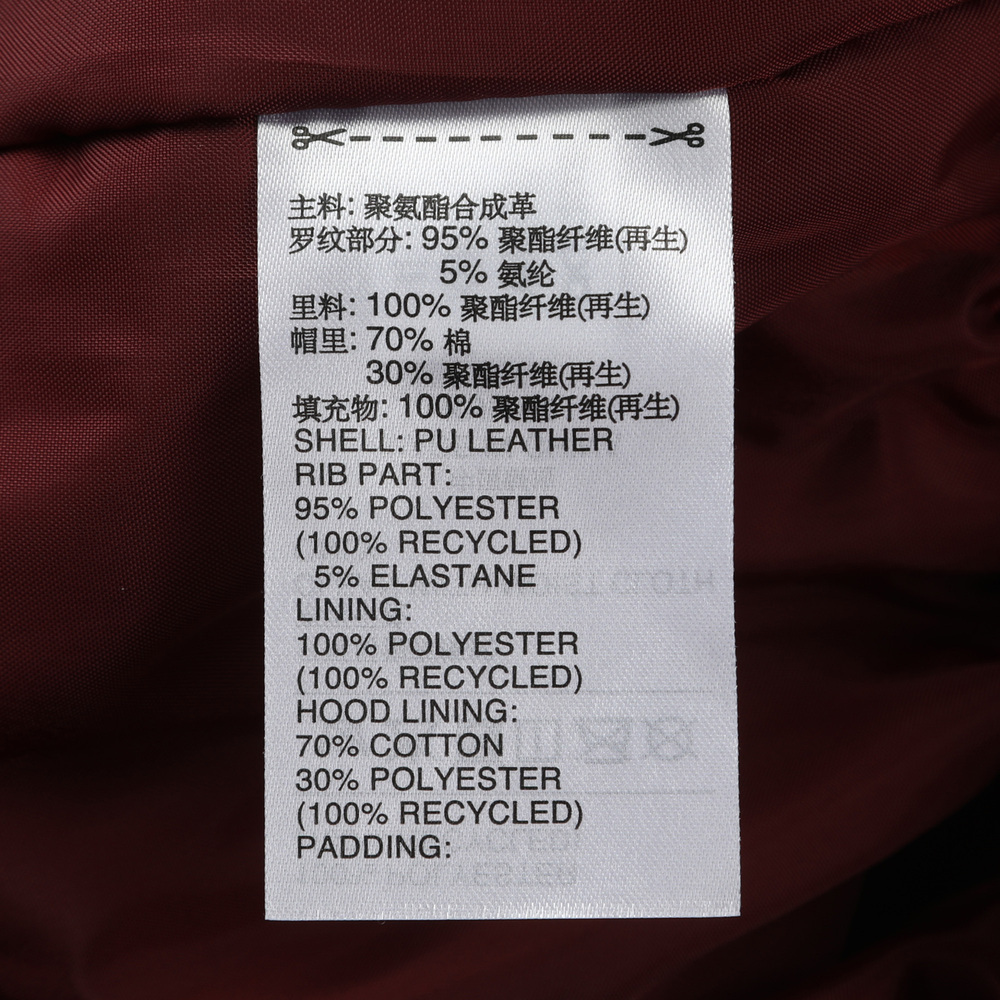 主料: 聚氨酯合成革
罗纹部分: 95% 聚酯纤维(再生)
5% 氨纶
里料: 100% 聚酯纤维(再生)
帽里: 70% 棉
30% 聚酯纤维(再生)
填充物: 100% 聚酯纤维(再生)
SHELL: PU LEATHER
RIB PART:
95% POLYESTER
(100% RECYCLED)
5% ELASTANE
LINING:
100% POLYESTER
(100% RECYCLED)
HOOD LINING:
70% COTTON
30% POLYESTER
(100% RECYCLED)
PADDING: